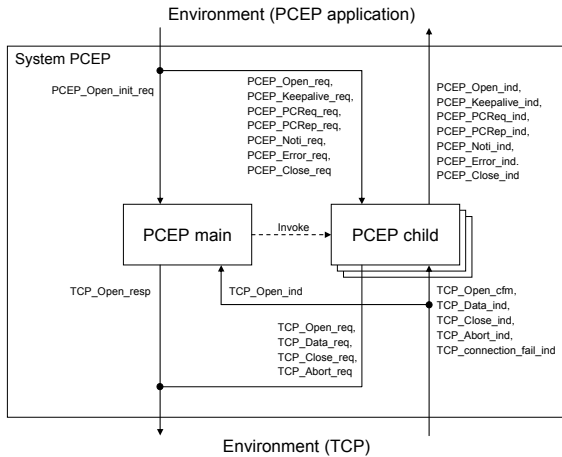 Environment (PCEP application)
System PCEP
PCEP_Open_init_req
PCEP_Open_req,
PCEP_Keepalive_req,
PCEP_PCReq_req,
PCEP_PCRep_req,
PCEP_Noti_req,
PCEP_Error_req,
PCEP_Close_req
PCEP_Open_ind,
PCEP_Keepalive_ind,
PCEP_PCReq_ind,
PCEP_PCRep_ind,
PCEP_Noti_ind,
PCEP_Error_ind.
PCEP_Close_ind
PCEP main
Invoke
PCEP child
TCP_Open_resp
TCP_Open_ind
TCP_Open_req,
TCP_Data_req,
TCP_Close_req,
TCP_Abort_req
TCP_Open_cfm,
TCP_Data_ind,
TCP_Close_ind,
TCP_Abort_ind,
TCP_connection_fail_ind
Environment (TCP)